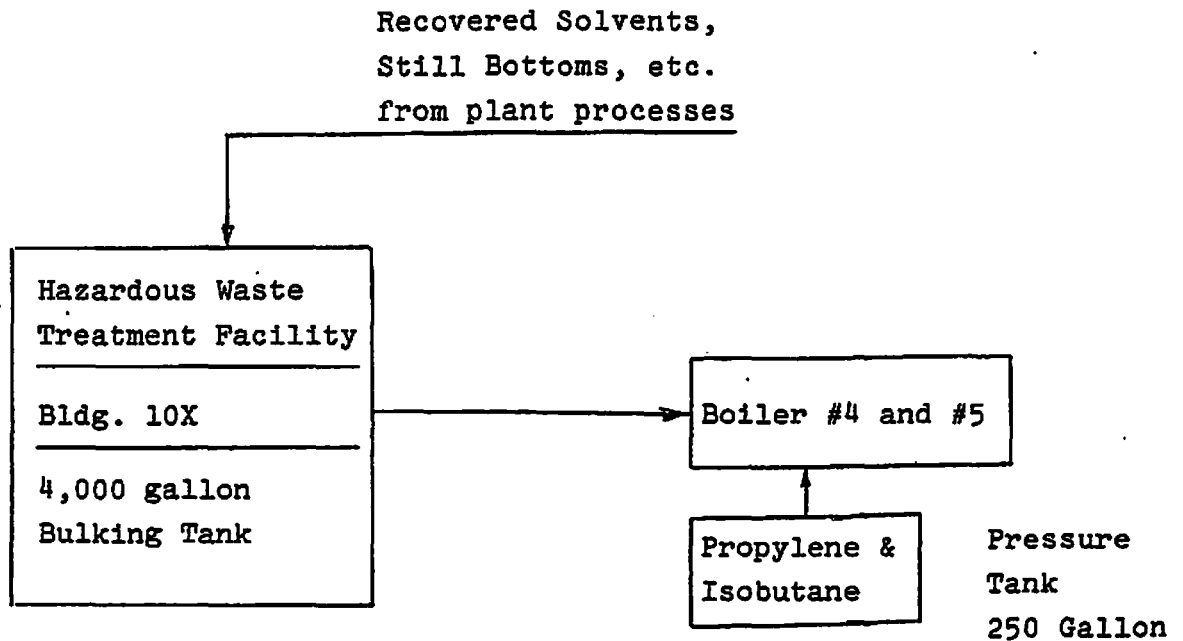 Recovered Solvents,
Still Bottoms, etc.
from plant processes
Hazardous Waste
Treatment Facility
Bldg. 10X
4,000 gallon
Bulking Tank
Boiler #4 and #5
Propylene &
Isobutane
Pressure
Tank
250 Gallon